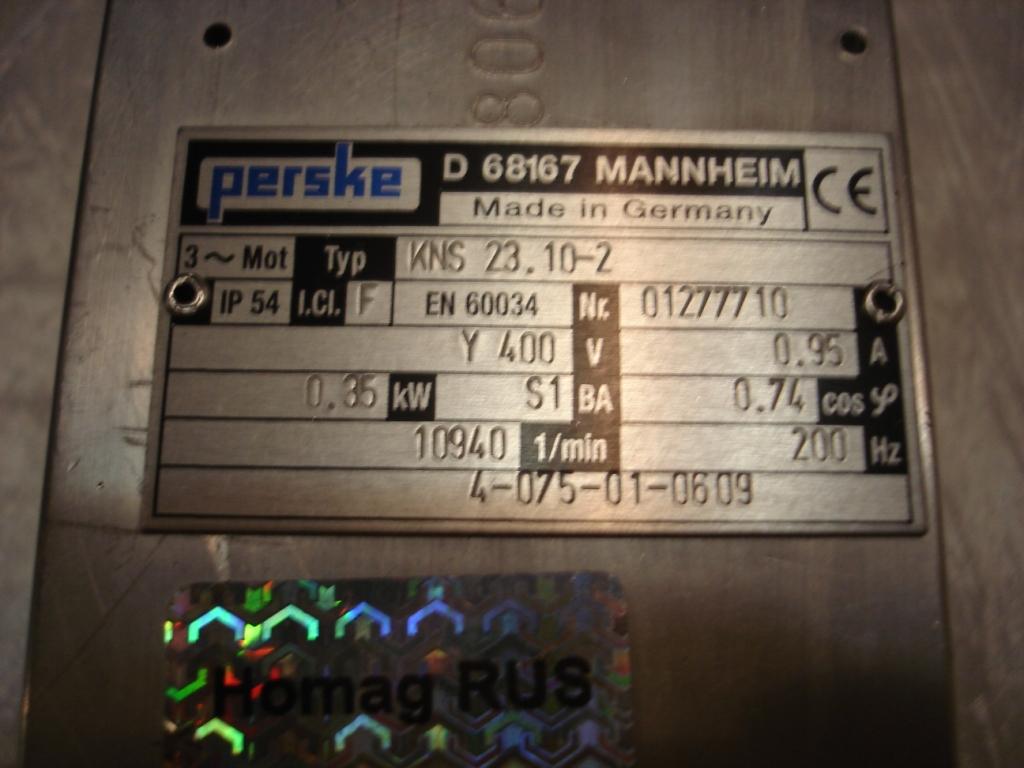 806
perske D 68167 MANNHEIM CE
Made in Germany
3~Mot Typ KNS 23.10-2
IP 54 I.Cl. F EN 60034 Nr. 01277710
Y 400 V 0.95 A
0.35 kW S1 BA 0.74 cos φ
10940 1/min 200 Hz
4-075-01-0609
Homag RUS